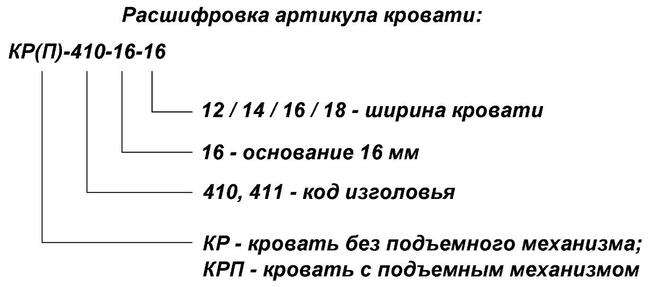 Расшифровка артикула кровати:
КР(П)-410-16-16
12 / 14 / 16 / 18 - ширина кровати
16 - основание 16 мм
410, 411 - код изголовья
КР - кровать без подъемного механизма;
КРП - кровать с подъемным механизмом